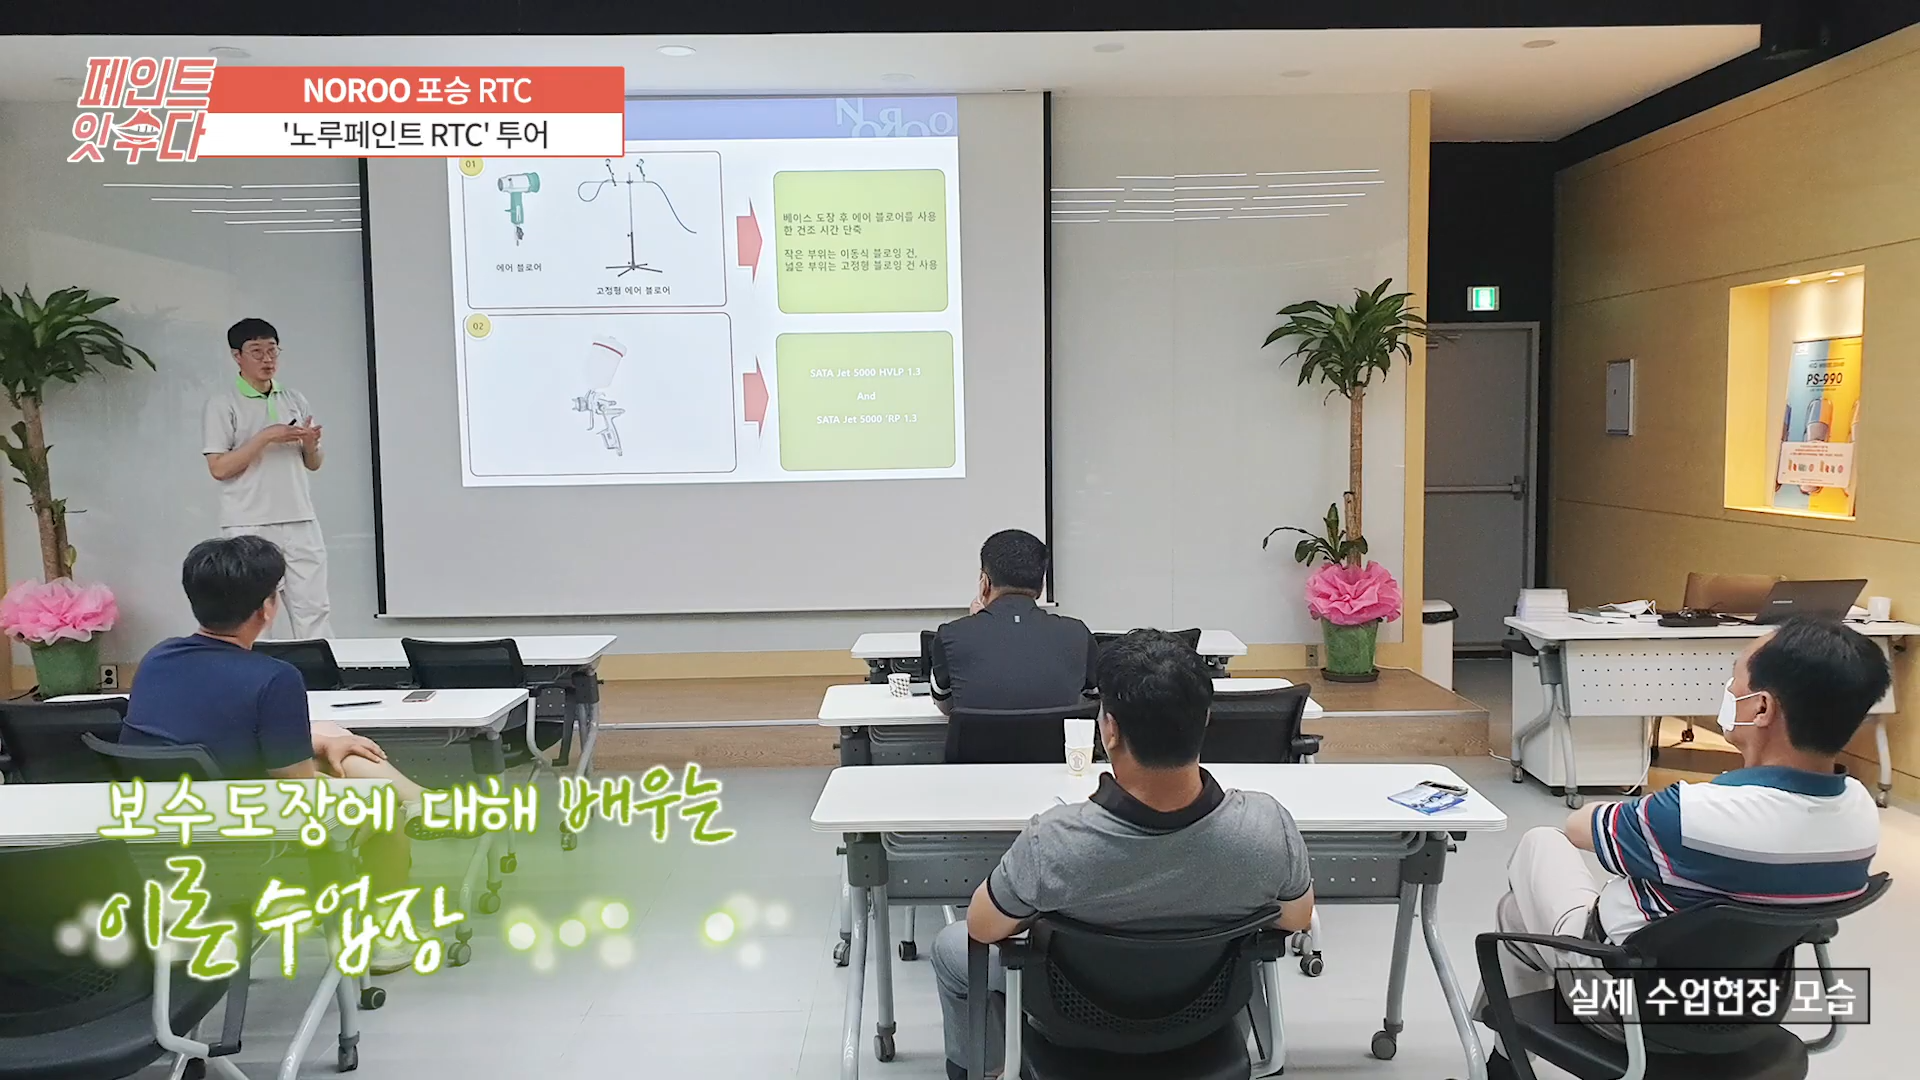 페인트
잇수다
NOROO 포승 RTC
'노루페인트 RTC' 투어
NOROO
01
에어 블로어
고정형 에어 블로어
베이스 도장 후 에어 블로어를 사용
한 건조 시간 단축
작은 부위는 이동식 블로잉 건,
넓은 부위는 고정형 블로잉 건 사용
02
SATA Jet 5000 HVLP 1.3
And
SATA Jet 5000 'RP 1.3
PS-990
보수도장에 대해 배우는
이론 수업장
실제 수업현장 모습